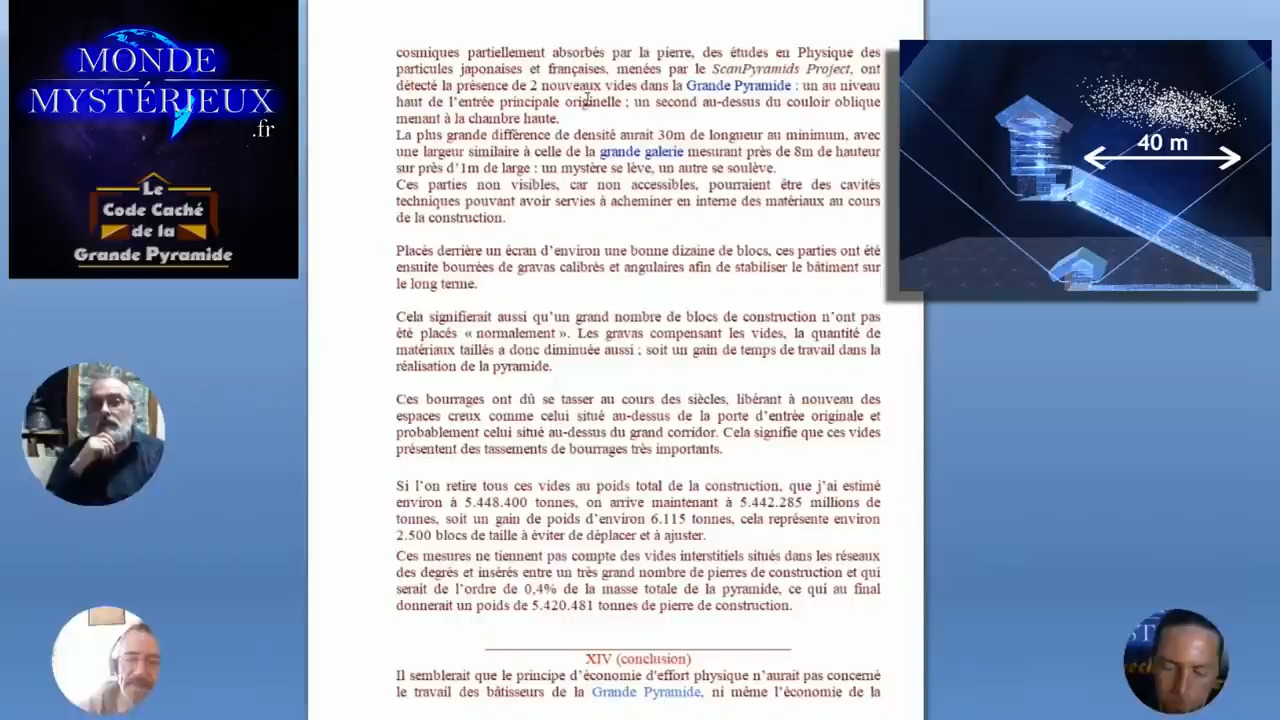 MONDE
MYSTÉRIEUX
.fr
Le
Code Caché
de la
Grande Pyramide
cosmiques partiellement absorbés par la pierre, des études en Physique des
particules japonaises et françaises, menées par le ScanPyramids Project, ont
détecté la présence de 2 nouveaux vides dans la Grande Pyramide : un au niveau
haut de l'entrée principale originelle ; un second au-dessus du couloir oblique
menant à la chambre haute.
La plus grande différence de densité aurait 30m de longueur au minimum, avec
une largeur similaire à celle de la grande galerie mesurant près de 8m de hauteur
sur près d'1m de large : un mystère se lève, un autre se soulève.
Ces parties non visibles, car non accessibles, pourraient être des cavités
techniques pouvant avoir servies à acheminer en interne des matériaux au cours
de la construction.
Placés derrière un écran d'environ une bonne dizaine de blocs, ces parties ont été
ensuite bourrées de gravas calibrés et angulaires afin de stabiliser le bâtiment sur
le long terme.
Cela signifierait aussi qu'un grand nombre de blocs de construction n'ont pas
été placés « normalement ». Les gravas compensant les vides, la quantité de
matériaux taillés a donc diminuée aussi ; soit un gain de temps de travail dans la
réalisation de la pyramide.
Ces bourrages ont dû se tasser au cours des siècles, libérant à nouveau des
espaces creux comme celui situé au-dessus de la porte d'entrée originale et
probablement celui situé au-dessus du grand corridor. Cela signifie que ces vides
présentent des tassements de bourrages très importants.
Si l'on retire tous ces vides au poids total de la construction, que j'ai estimé
environ à 5.448.400 tonnes, on arrive maintenant à 5.442.285 millions de
tonnes, soit un gain de poids d'environ 6.115 tonnes, cela représente environ
2.500 blocs de taille à éviter de déplacer et à ajuster.
Ces mesures ne tiennent pas compte des vides interstitiels situés dans les réseaux
des degrés et insérés entre un très grand nombre de pierres de construction et qui
serait de l'ordre de 0,4% de la masse totale de la pyramide, ce qui au final
donnerait un poids de 5.420.481 tonnes de pierre de construction.
XIV (conclusion)
Il semblerait que le principe d'économie d'effort physique n'aurait pas concerné
le travail des bâtisseurs de la Grande Pyramide, ni même l'économie de la
40 m